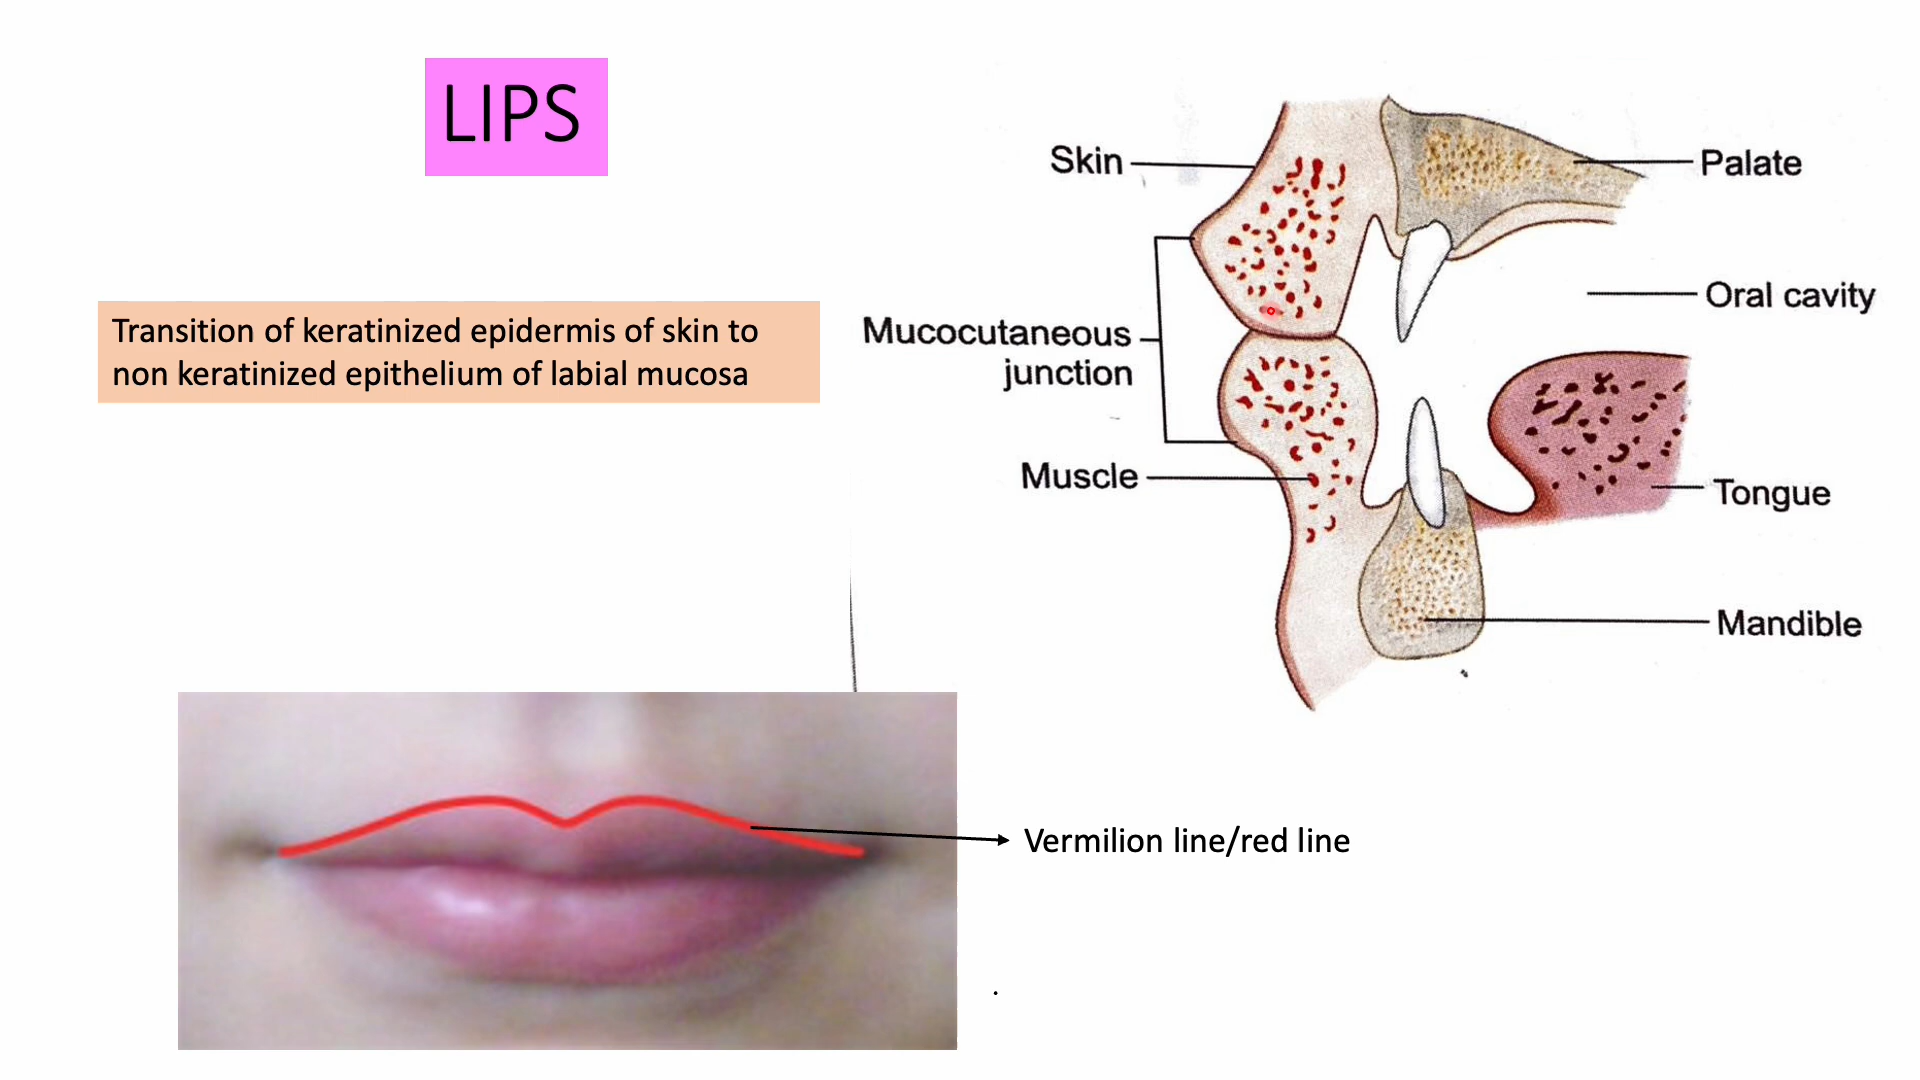 LIPS
Transition of keratinized epidermis of skin to
non keratinized epithelium of labial mucosa
Skin
Palate
Oral cavity
Mucocutaneous
junction
Muscle
Tongue
Mandible
Vermilion line/red line
.